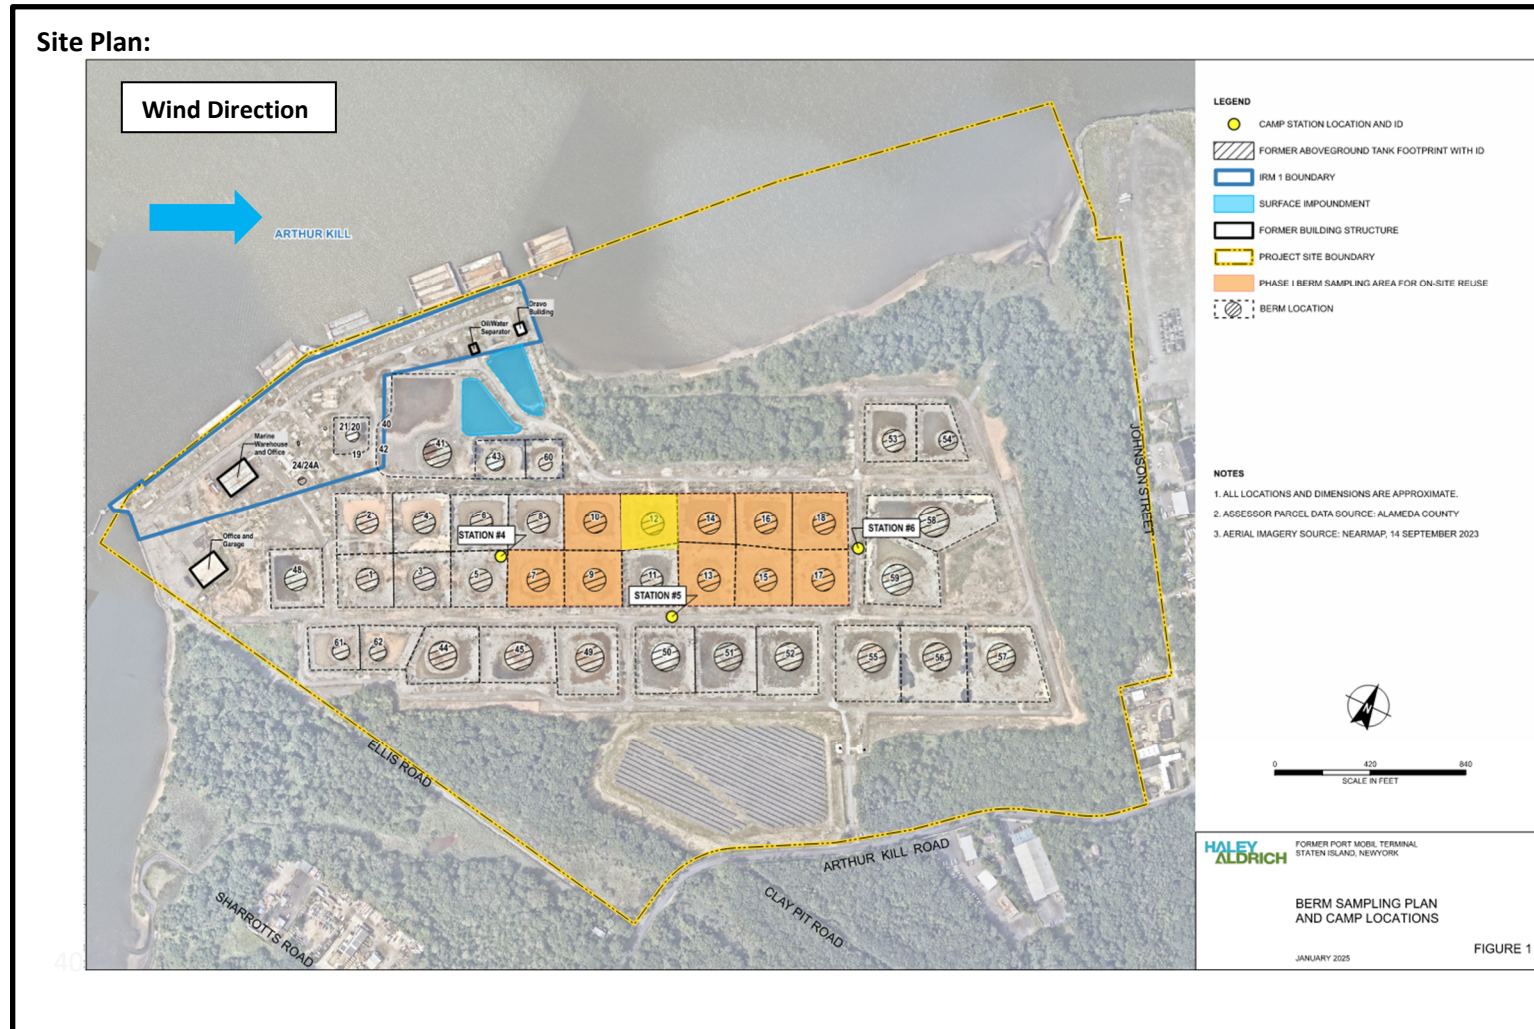 Site Plan:
Wind Direction
ARTHUR KILL
Dravo
Building
Oil/Water
Separator
Marine
Warehouse
and Office
21 20
19
40
42
41
24/24A
43
60
53
54
2
4
6
8
10
12
14
16
18
58
STATION #4
STATION #6
Office and
Garage
48
1
3
5
7
9
11
13
15
17
59
STATION #5
61
62
44
45
49
50
51
52
55
56
57
JOHNSON STREET
ELLIS ROAD
ARTHUR KILL ROAD
CLAY PIT ROAD
SHARROTTS ROAD
40
LEGEND
CAMP STATION LOCATION AND ID
FORMER ABOVEGROUND TANK FOOTPRINT WITH ID
IRM 1 BOUNDARY
SURFACE IMPOUNDMENT
FORMER BUILDING STRUCTURE
PROJECT SITE BOUNDARY
PHASE I BERM SAMPLING AREA FOR ON-SITE REUSE
BERM LOCATION
NOTES
1. ALL LOCATIONS AND DIMENSIONS ARE APPROXIMATE.
2. ASSESSOR PARCEL DATA SOURCE: ALAMEDA COUNTY
3. AERIAL IMAGERY SOURCE: NEARMAP, 14 SEPTEMBER 2023
N
0 420 840
SCALE IN FEET
HALEY
ALDRICH
FORMER PORT MOBIL TERMINAL
STATEN ISLAND, NEWYORK
BERM SAMPLING PLAN
AND CAMP LOCATIONS
JANUARY 2025
FIGURE 1